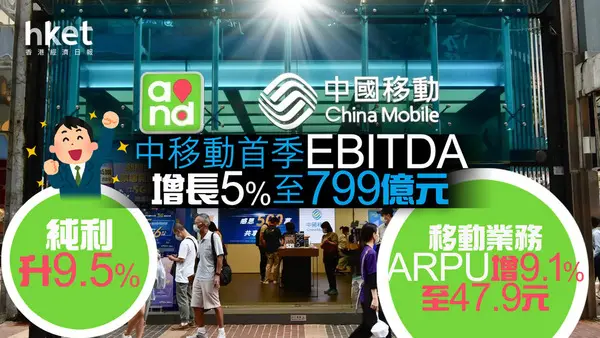 hket
香港經濟日報
and
中國移動
China Mobile
中移動首季EBITDA
增長5%至799億元
純利
升9.5%
移動業務
ARPU增9.1%
至47.9元